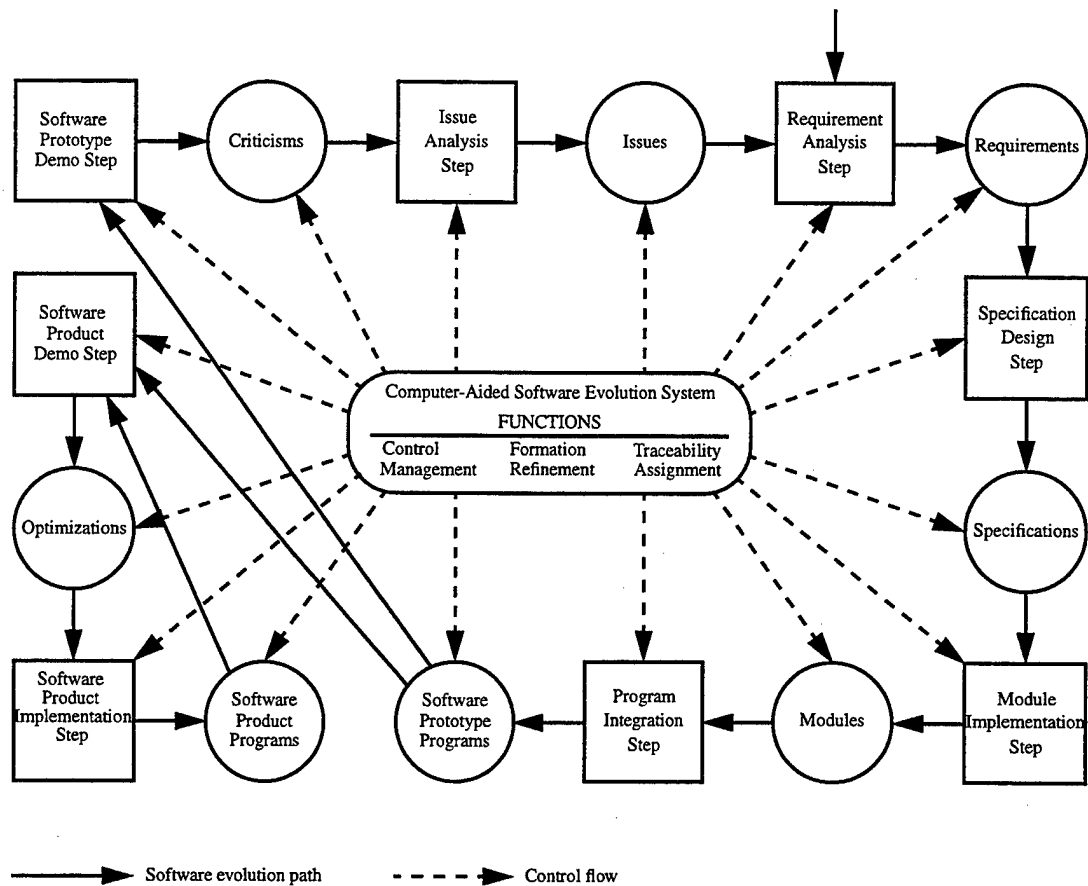 Software
Prototype
Demo Step
Criticisms
Issue
Analysis
Step
Issues
Requirement
Analysis
Step
Requirements
Software
Product
Demo Step
Specification
Design
Step
Computer-Aided Software Evolution System
FUNCTIONS
Control Formation Traceability
Management Refinement Assignment
Optimizations
Specifications
Software
Product
Implementation
Step
Software
Product
Programs
Software
Prototype
Programs
Program
Integration
Step
Modules
Module
Implementation
Step
Software evolution path
Control flow